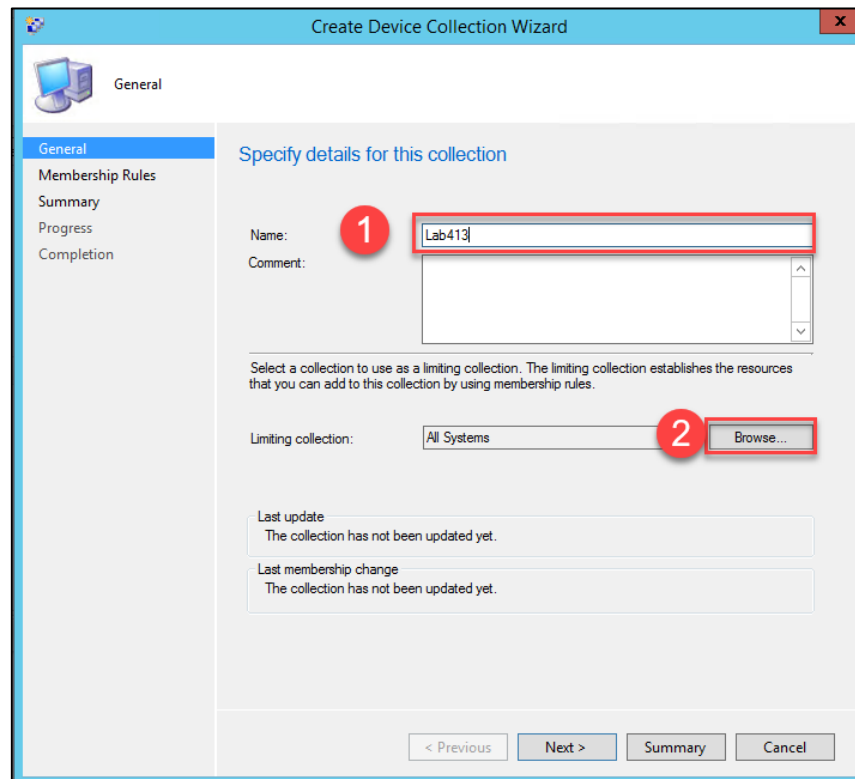 Create Device Collection Wizard
x
General
General
Membership Rules
Summary
Progress
Completion
Specify details for this collection
Name:
1
Lab413
Comment:
Select a collection to use as a limiting collection. The limiting collection establishes the resources
that you can add to this collection by using membership rules.
Limiting collection:
All Systems
2
Browse...
Last update
The collection has not been updated yet.
Last membership change
The collection has not been updated yet.
< Previous
Next >
Summary
Cancel